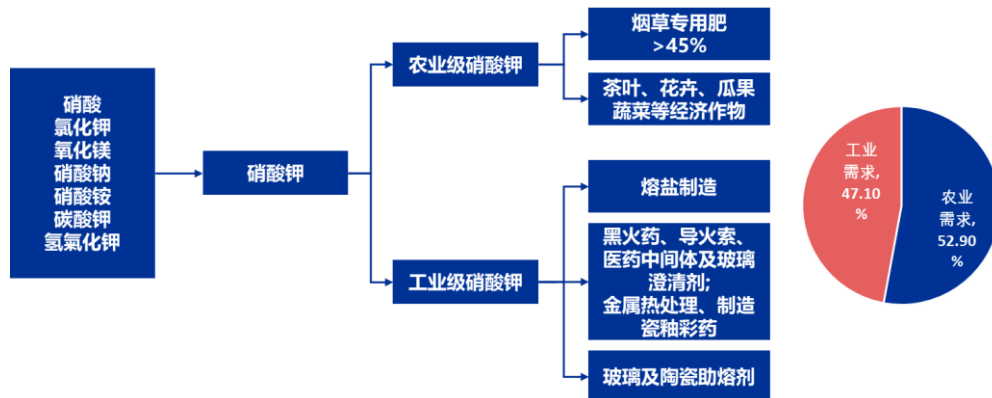 硝酸
氯化钾
氧化镁
硝酸钠
硝酸铵
碳酸钾
氢氧化钾
硝酸钾
农业级硝酸钾
烟草专用肥
>45%
茶叶、花卉、瓜果
蔬菜等经济作物
工业级硝酸钾
熔盐制造
黑火药、导火索、
医药中间体及玻璃
澄清剂;
金属热处理、制造
瓷釉彩药
玻璃及陶瓷助熔剂
工业
需求,
47.10
%
农业
需求,
52.90
%